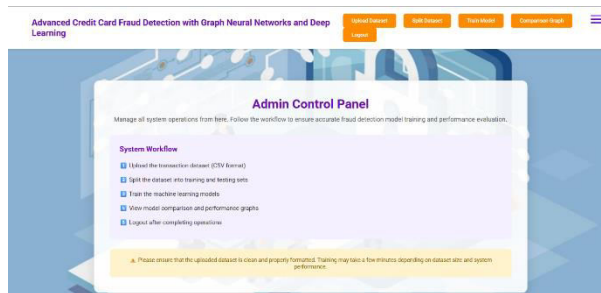 Advanced Credit Card Fraud Detection with Graph Neural Networks and Deep
Learning
Upload Dataset
Split Dataset
Train Model
Comparison Graph
Logout
Admin Control Panel
Manage all system operations from here. Follow the workflow to ensure accurate fraud detection model training and performance evaluation.
System Workflow
1 Upload the transaction dataset (CSV format)
2 Split the dataset into training and testing sets
3 Train the machine learning models
4 View model comparison and performance graphs
5 Logout after completing operations
⚠ Please ensure that the uploaded dataset is clean and properly formatted. Training may take a few minutes depending on dataset size and system
performance.